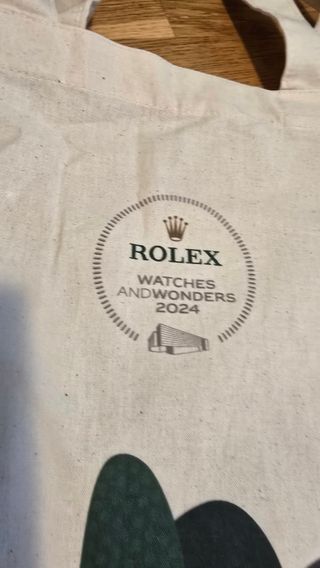 ROLEX
WATCHES
ANDWONDERS
2024